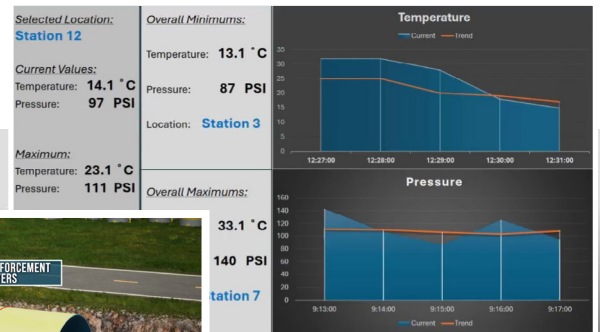 Selected Location:
Station 12
Current Values:
Temperature: 14.1 °C
Pressure: 97 PSI
Maximum:
Temperature: 23.1 °C
Pressure: 111 PSI
Overall Minimums:
Temperature: 13.1 °C
Pressure: 87 PSI
Location: Station 3
Overall Maximums:
33.1 °C
140 PSI
tation 7
Temperature
Current Trend
35
30
25
20
15
10
5
0
12:27:00 12:28:00 12:29:00 12:30:00 12:31:00
Pressure
160
140
120
100
80
60
40
20
0
9:13:00 9:14:00 9:15:00 9:16:00 9:17:00
Current Trend
FORCEMENT
ERS